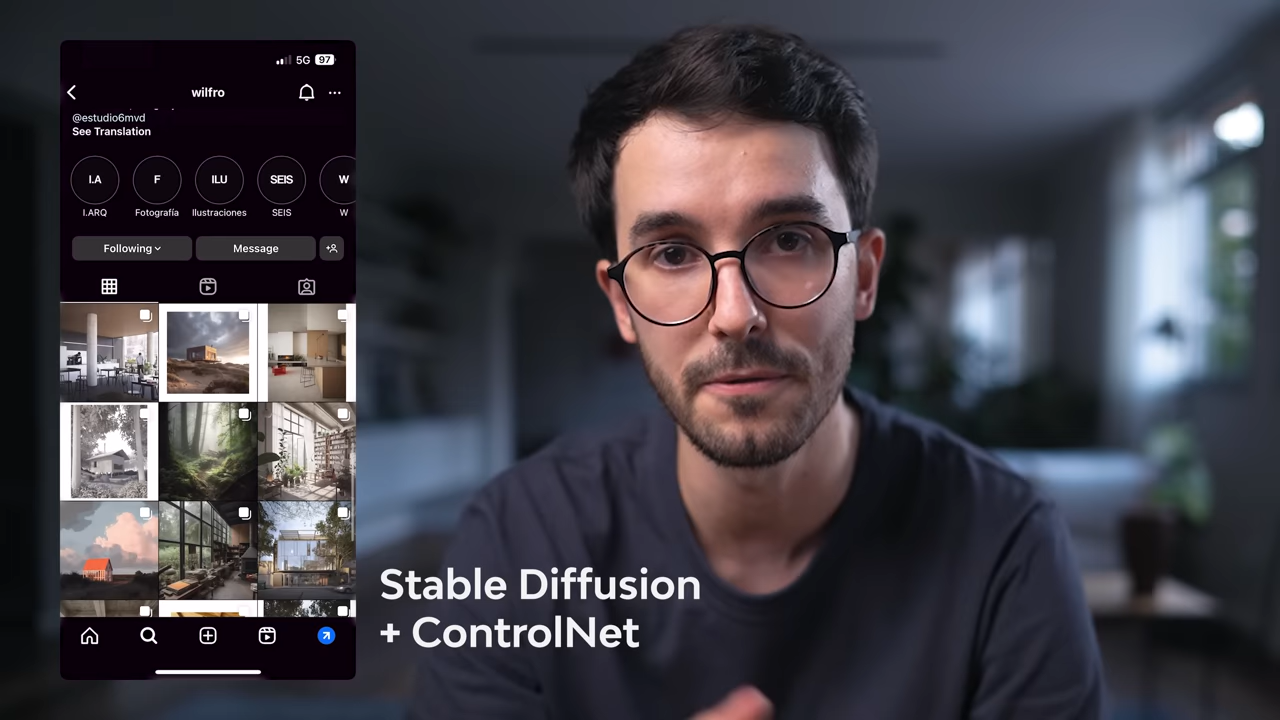 5G 97
wilfro
@estudio6mvd
See Translation
I.A F ILU SEIS W
I.ARQ Fotografía Ilustraciones SEIS W
Following Message
Stable Diffusion
+ ControlNet